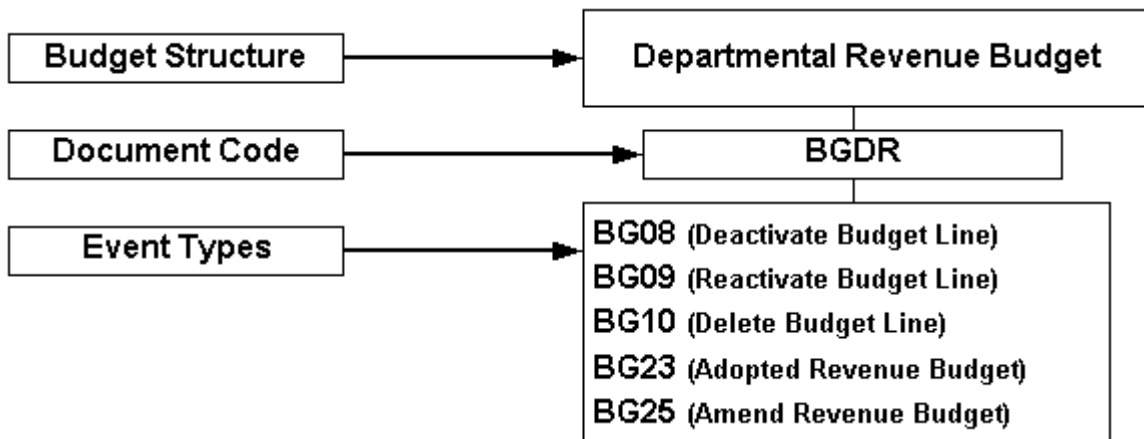 Budget Structure
Departmental Revenue Budget
Document Code
BGDR
Event Types
BG08 (Deactivate Budget Line)
BG09 (Reactivate Budget Line)
BG10 (Delete Budget Line)
BG23 (Adopted Revenue Budget)
BG25 (Amend Revenue Budget)